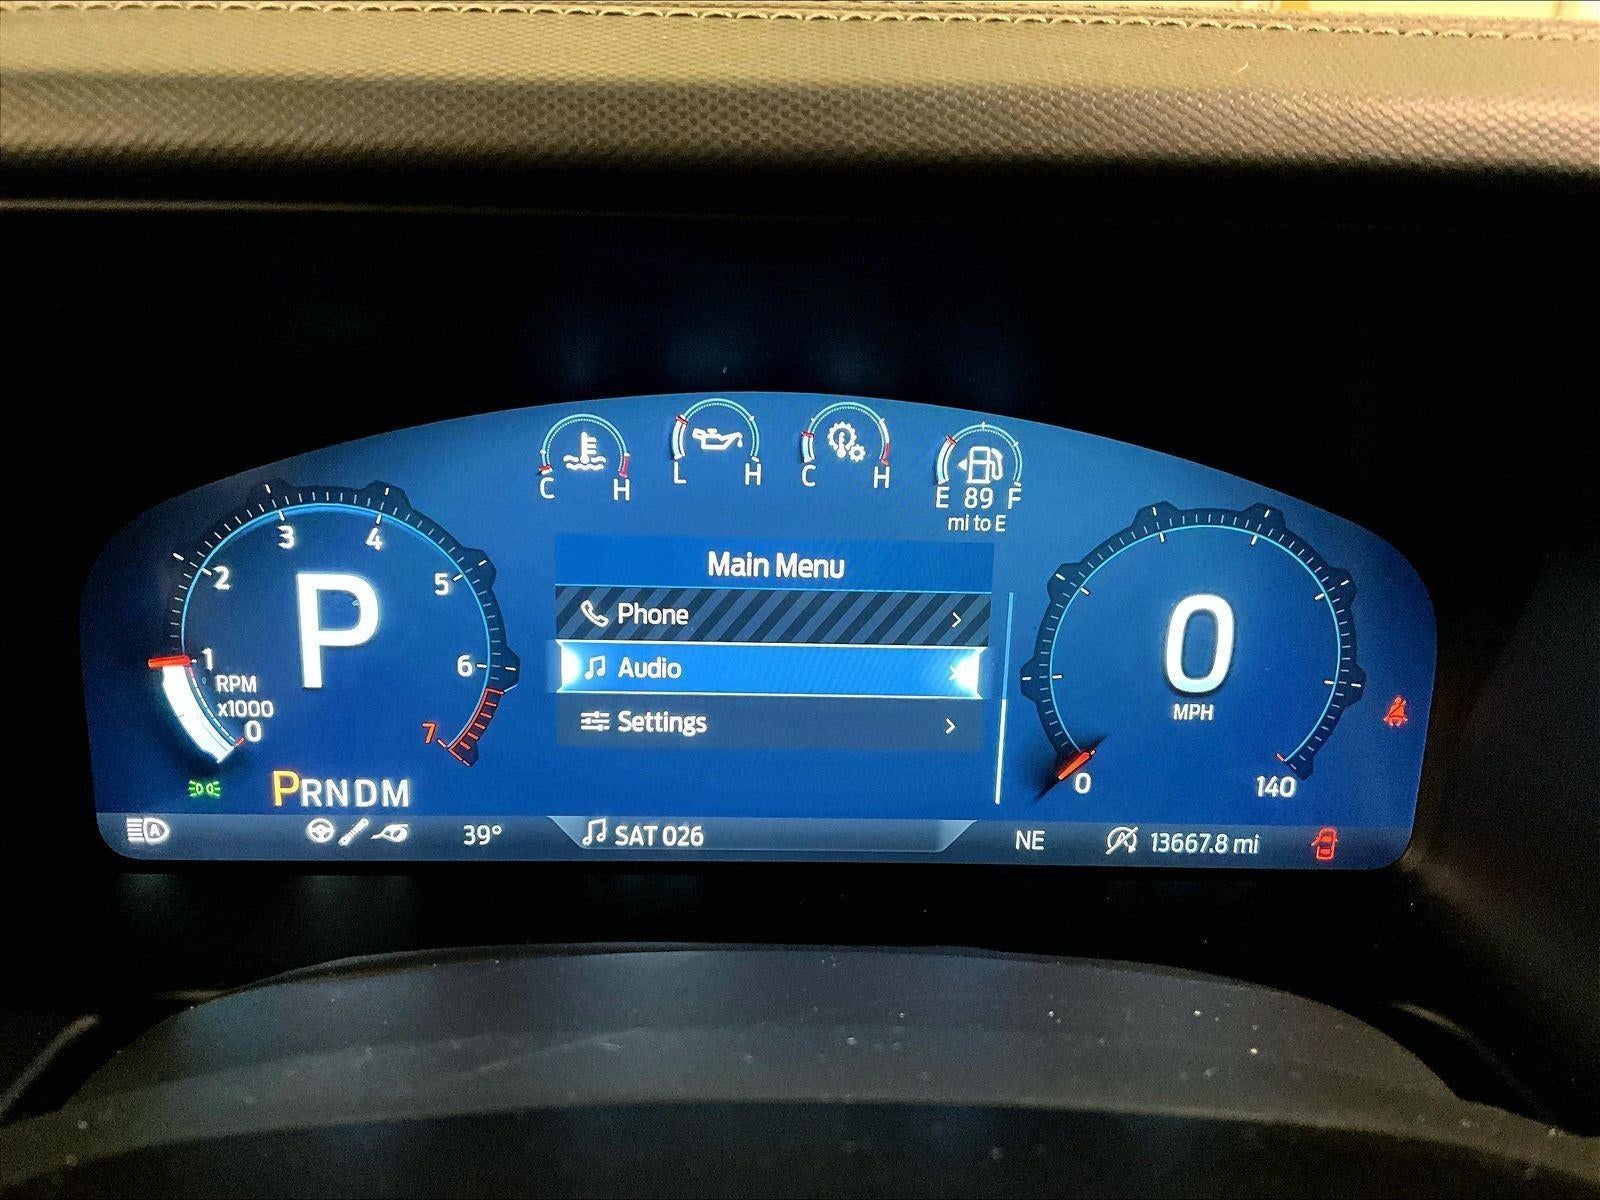 C H
L H
C H
E 89 F
mi to E
Main Menu
Phone
Audio
Settings
0 1 2 3 4 5 6 7
P
RPM
x1000
PRNDM
0
MPH
0 140
A
39°
SAT 026
NE
A
13667.8 mi